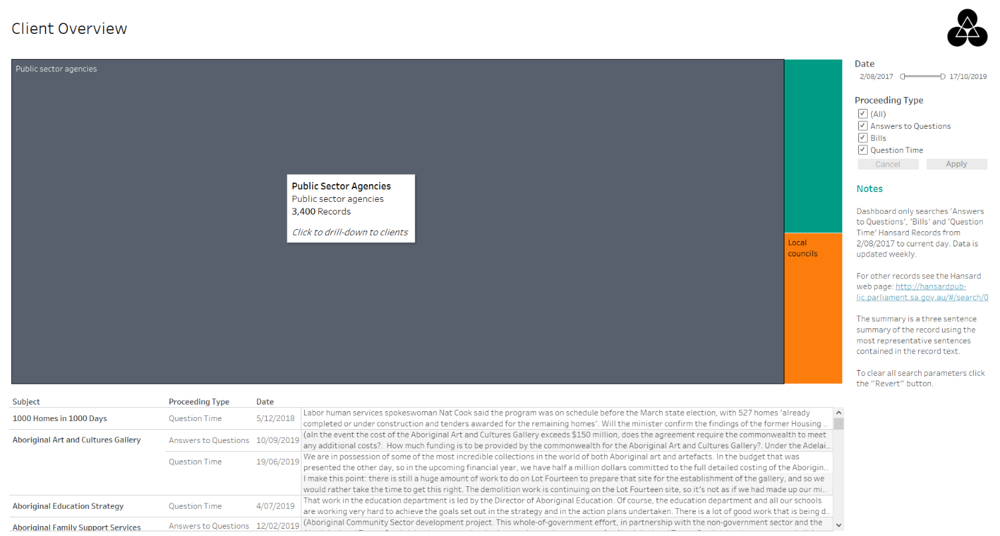 Client Overview
Public sector agencies
Public Sector Agencies
Public sector agencies
3,400 Records
Click to drill-down to clients
Local
councils
Date
2/08/2017 17/10/2019
Proceeding Type
(All)
Answers to Questions
Bills
Question Time
Cancel Apply
Notes
Dashboard only searches 'Answers
to Questions', 'Bills' and 'Question
Time' Hansard Records from
2/08/2017 to current day. Data is
updated weekly.
For other records see the Hansard
web page: http://hansardpub-
lic.parliament.sa.gov.au/#/search/0
The summary is a three sentence
summary of the record using the
most representative sentences
contained in the record text.
To clear all search parameters click
the "Revert" button.
Subject Proceeding Type Date
1000 Homes in 1000 Days Question Time 5/12/2018 Labor human services spokeswoman Nat Cook said the program was on schedule before the March state election, with 527 homes 'already
completed or under construction and tenders awarded for the remaining homes'. Will the minister confirm the findings of the former Housing ..
Aboriginal Art and Cultures Gallery Answers to Questions 10/09/2019 (aIn the event the cost of the Aboriginal Art and Cultures Gallery exceeds $150 million, does the agreement require the commonwealth to meet
any additional costs?. How much funding is to be provided by the commonwealth for the Aboriginal Art and Cultures Gallery?. Under the Adelai..
Question Time 19/06/2019 We are in possession of some of the most incredible collections in the world of both Aboriginal art and artefacts. In the budget that was
presented the other day, so in the upcoming financial year, we have half a million dollars committed to the full detailed costing of the Aborigin..
I make this point: there is still a huge amount of work to do on Lot Fourteen to prepare that site for the establishment of the gallery, and so we
would rather take the time to get this right. The demolition work is continuing on the Lot Fourteen site, so it's not as if we had made up our mi..
Aboriginal Education Strategy Question Time 4/07/2019 That work in the education department is led by the Director of Aboriginal Education. Of course, the education department and all our schools
are working very hard to achieve the goals set out in the strategy and in the action plans undertaken. There is a lot of good work that is being d..
Aboriginal Family Support Services Answers to Questions 12/02/2019 (Aboriginal Community Sector development project. This whole-of-government effort, in partnership with the non-government sector and the